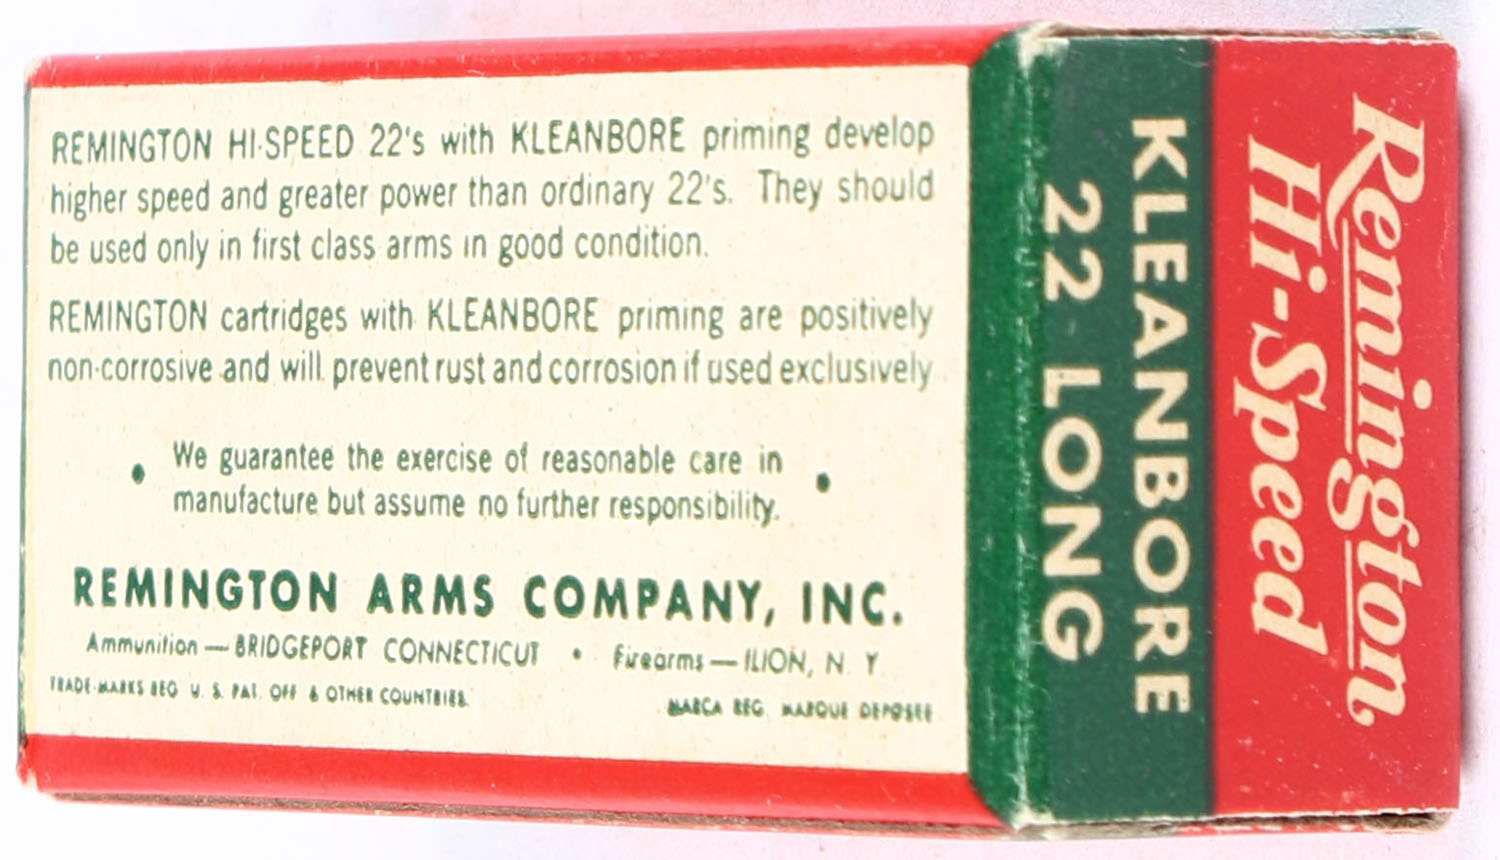 REMINGTON HI-SPEED 22's with KLEANBORE priming develop
higher speed and greater power than ordinary 22's. They should
be used only in first class arms in good condition.
REMINGTON cartridges with KLEANBORE priming are positively
non-corrosive and will prevent rust and corrosion if used exclusively
• We guarantee the exercise of reasonable care in •
manufacture but assume no further responsibility.
REMINGTON ARMS COMPANY, INC.
Ammunition — BRIDGEPORT CONNECTICUT • Firearms — ILION, N Y
TRADE-MARKS REG U. S. PAT. OFF & OTHER COUNTRIES.
MARCA REG. MARQUE DEPOSEE
Remington
Hi-Speed
KLEANBORE
22 LONG